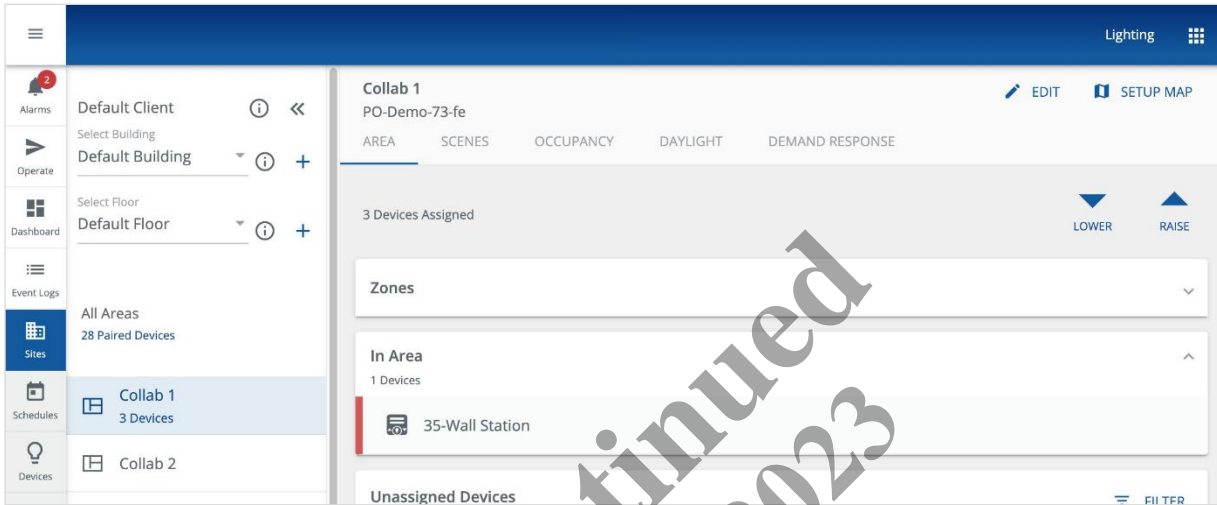 Lighting
2
Alarms
Operate
Dashboard
Event Logs
Sites
Schedules
Devices
Default Client
Select Building
Default Building
Select Floor
Default Floor
All Areas
28 Paired Devices
Collab 1
3 Devices
Collab 2
Collab 1
PO-Demo-73-fe
EDIT
SETUP MAP
AREA SCENES OCCUPANCY DAYLIGHT DEMAND RESPONSE
3 Devices Assigned
LOWER RAISE
Zones
In Area
1 Devices
35-Wall Station
Unassigned Devices
FILTER
tinued
2023